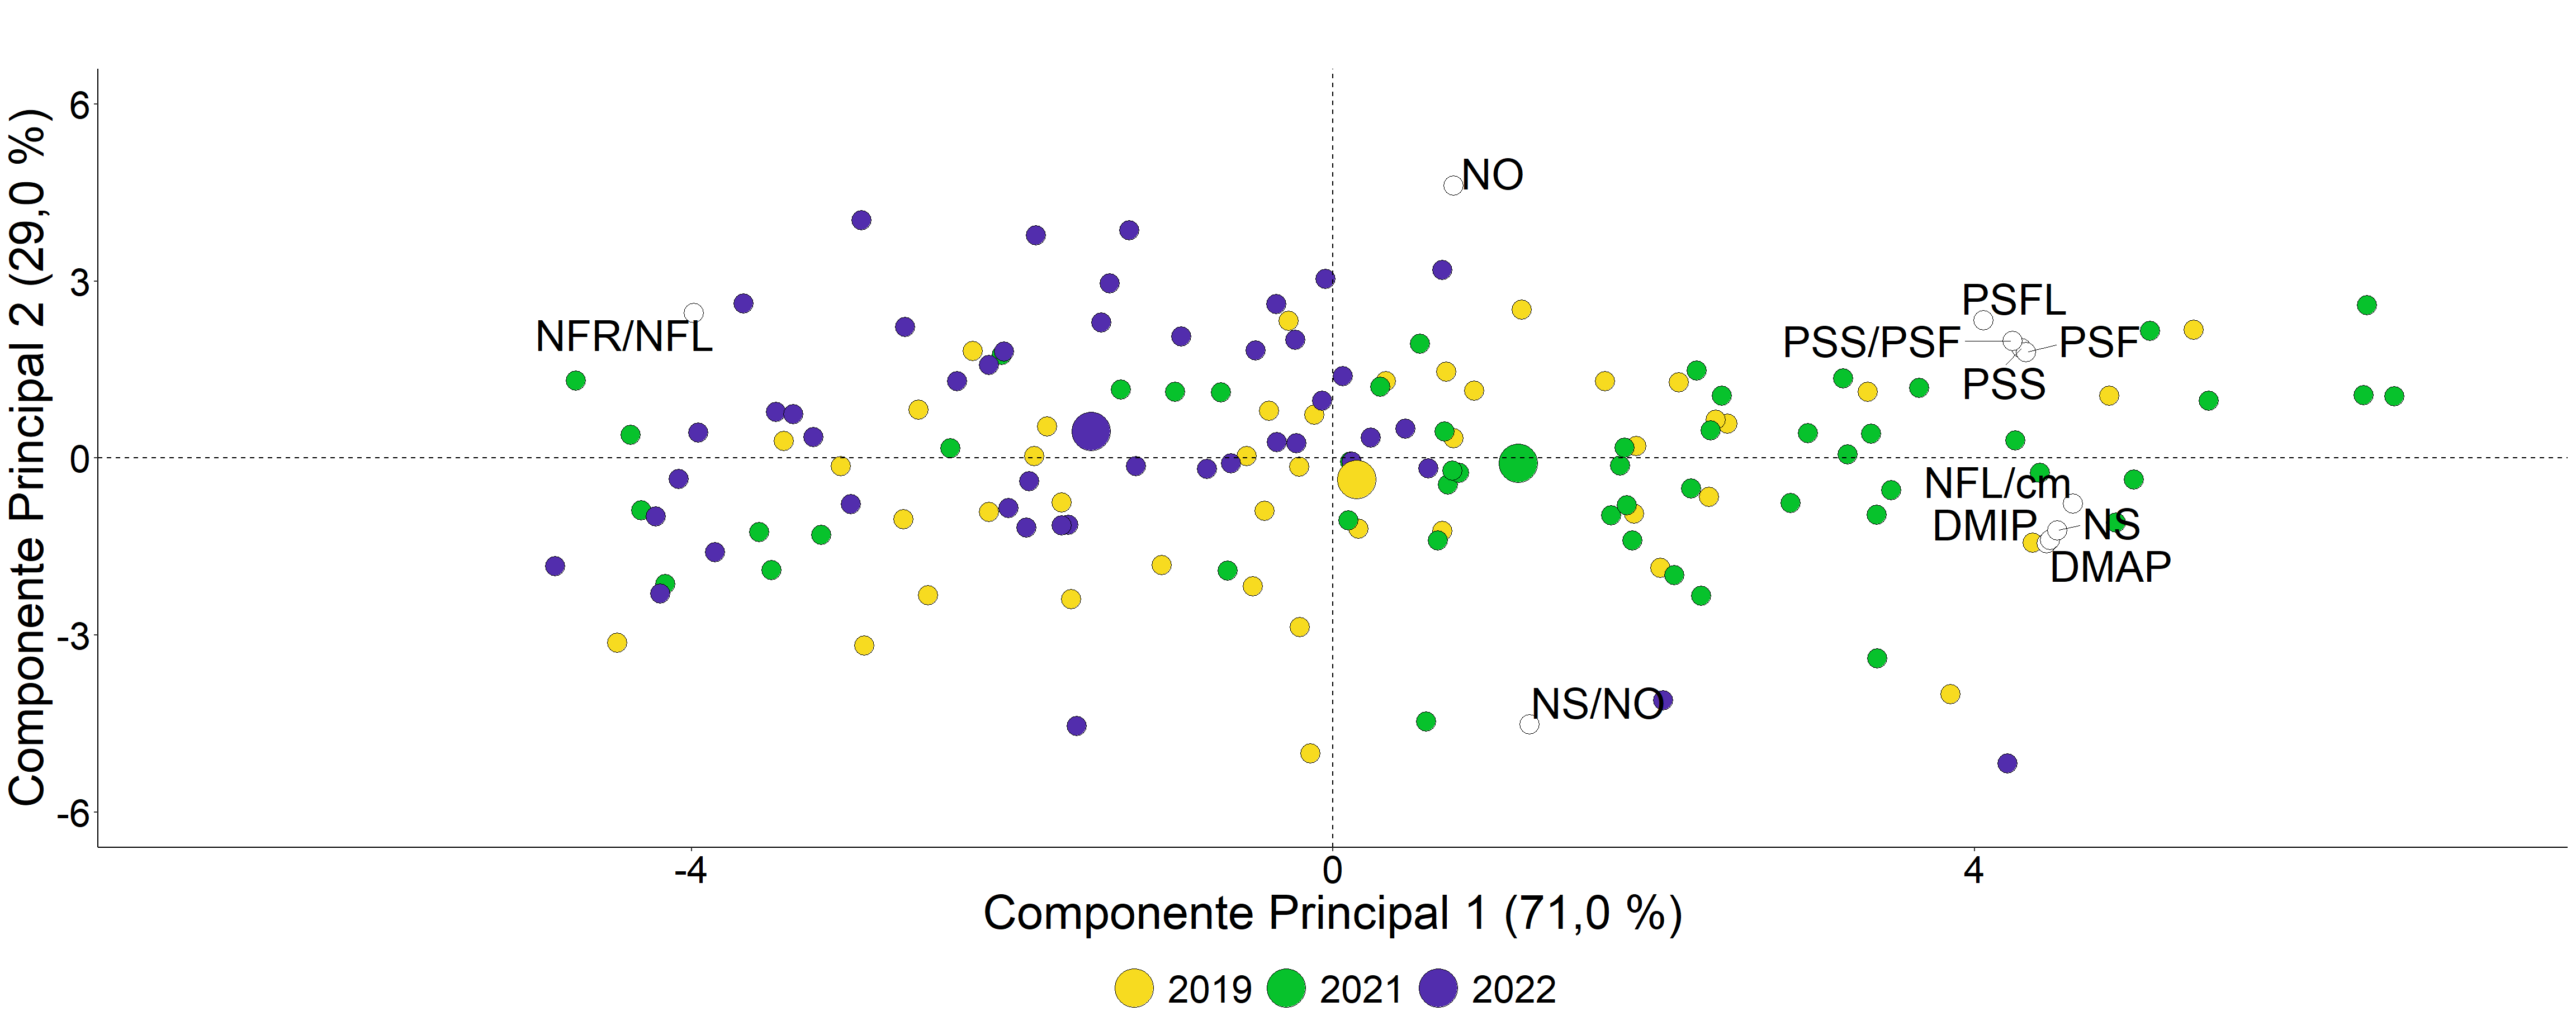 Componente Principal 2 (29,0 %)
6
3
0
-3
-6
NO
NFR/NFL
PSFL
PSS/PSF
PSF
PSS
NFL/cm
DMIP
NS
DMAP
NS/NO
-4
0
4
Componente Principal 1 (71,0 %)
2019
2021
2022